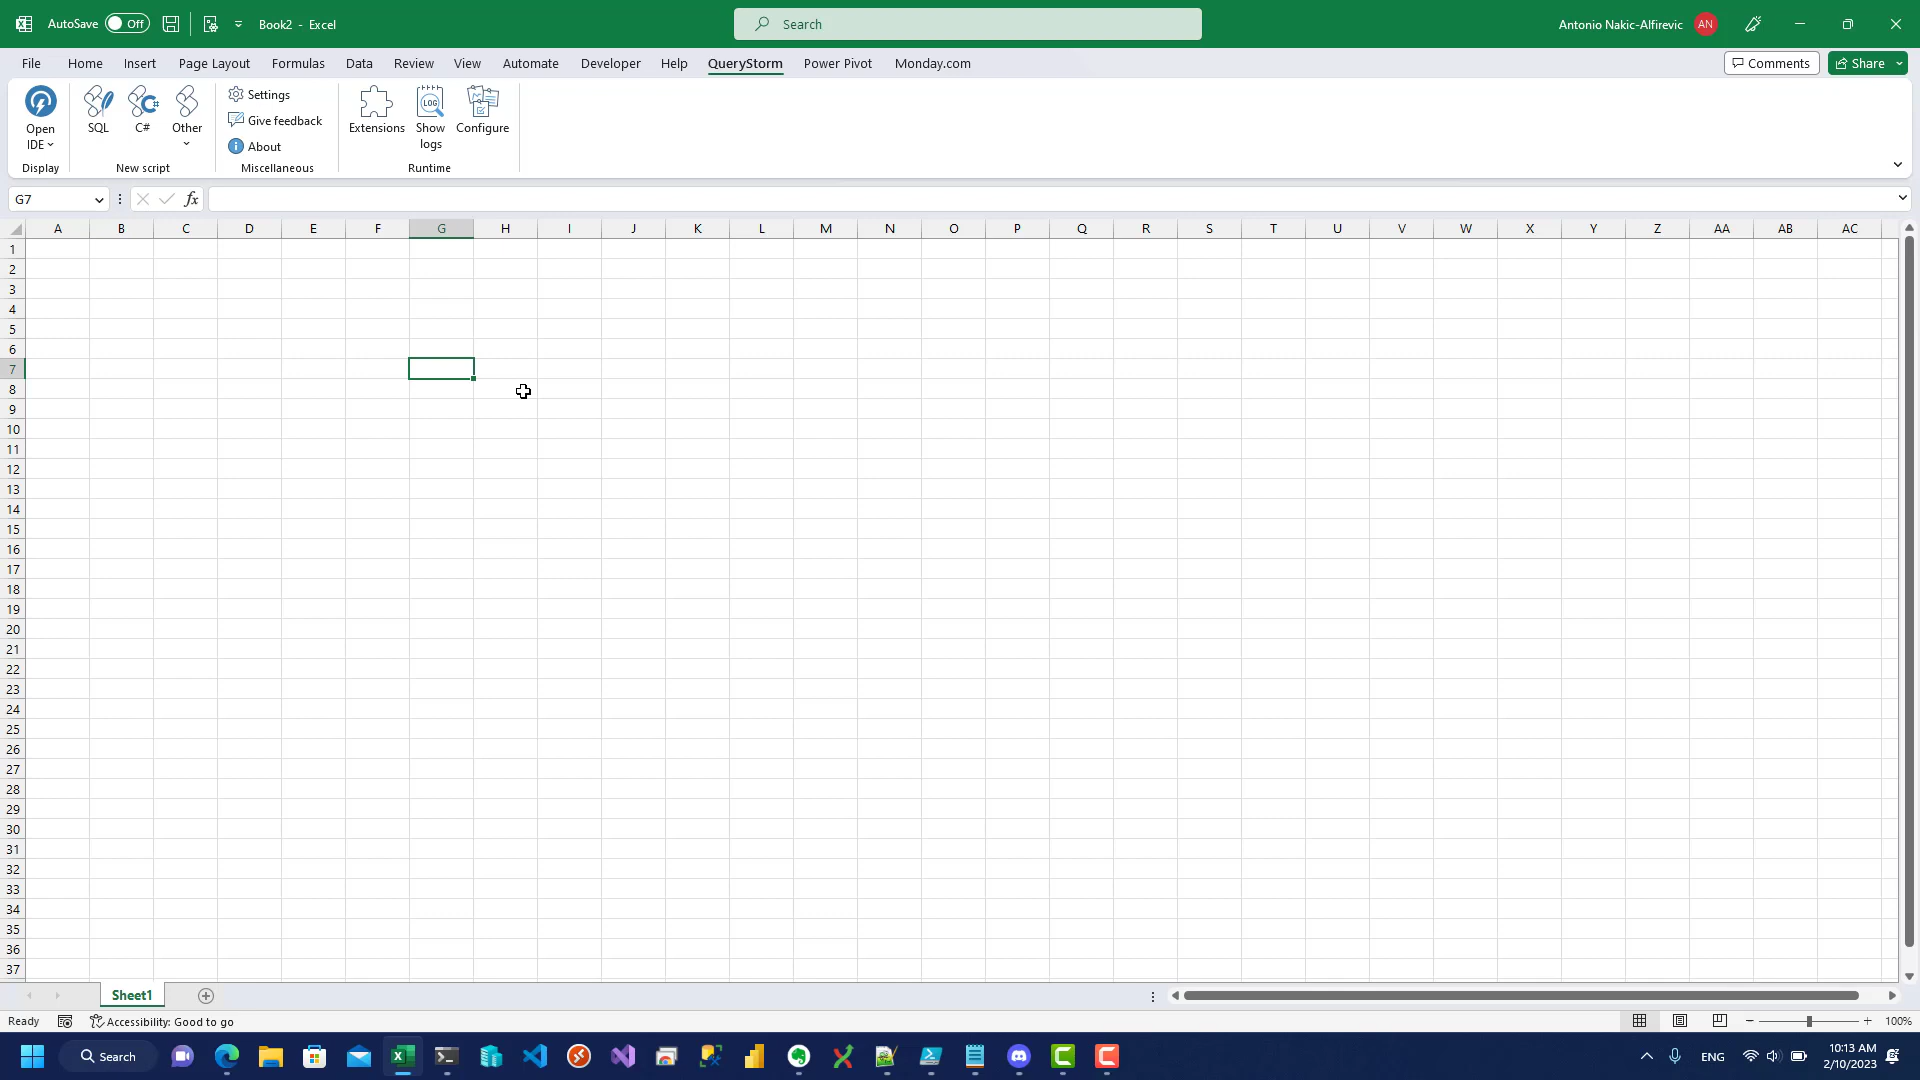 AutoSave Off Book2 - Excel Search Antonio Nakic-Alfirevic AN
File Home Insert Page Layout Formulas Data Review View Automate Developer Help QueryStorm Power Pivot Monday.com Comments Share
Open IDE
SQL
C#
Other
Settings
Give feedback
About
Extensions
LOG
Show logs
Configure
Display New script Miscellaneous Runtime
G7 fx
A B C D E F G H I J K L M N O P Q R S T U V W X Y Z AA AB AC
1
2
3
4
5
6
7
8
9
10
11
12
13
14
15
16
17
18
19
20
21
22
23
24
25
26
27
28
29
30
31
32
33
34
35
36
37
Sheet1
Ready Accessibility: Good to go 100%
Search ENG 10:13 AM
2/10/2023